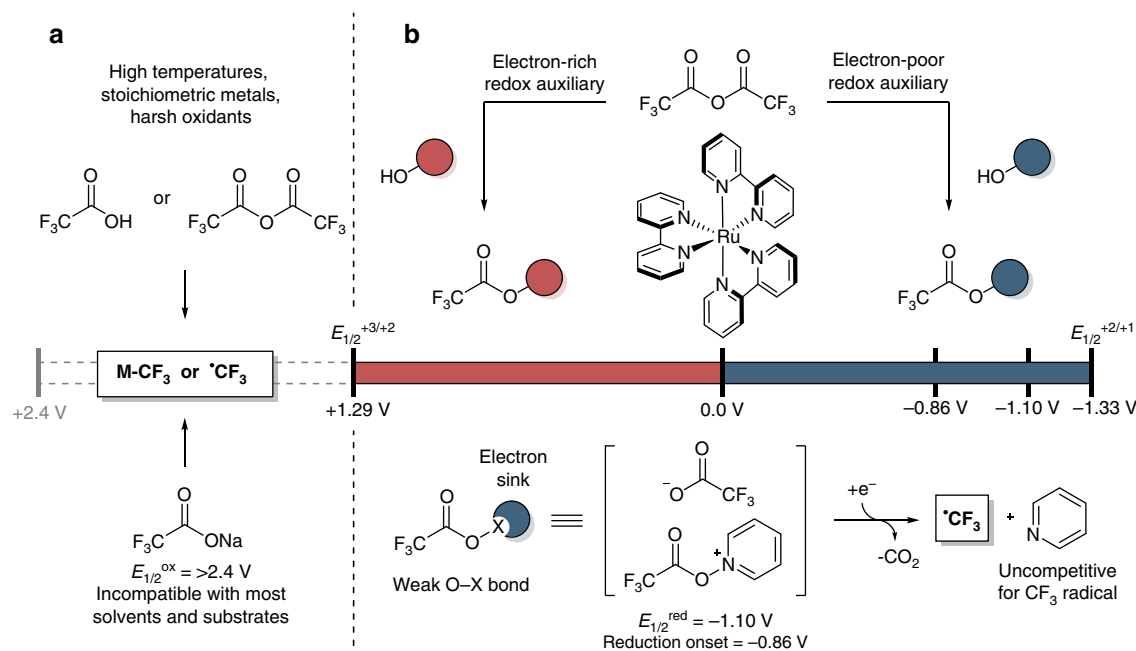 a
High temperatures,
stoichiometric metals,
harsh oxidants
O
F₃C OH
or
O O
F₃C O CF₃
M-CF₃ or •CF₃
+2.4 V
O
F₃C ONa
E₁/₂ᵒˣ = >2.4 V
Incompatible with most
solvents and substrates
b
Electron-rich
redox auxiliary
O O
F₃C O CF₃
Electron-poor
redox auxiliary
HO
HO
N N
N Ru N
N N
O
F₃C O
O
F₃C O
E₁/₂⁺³/⁺²
E₁/₂⁺²/⁺¹
+1.29 V
0.0 V
−0.86 V
−1.10 V
−1.33 V
Electron
sink
O
F₃C O X
Weak O–X bond
O
⁻O CF₃
O
F₃C O N +
E₁/₂ʳᵉᵈ = −1.10 V
Reduction onset = −0.86 V
+e⁻
-CO₂
•CF₃ + N
Uncompetitive
for CF₃ radical